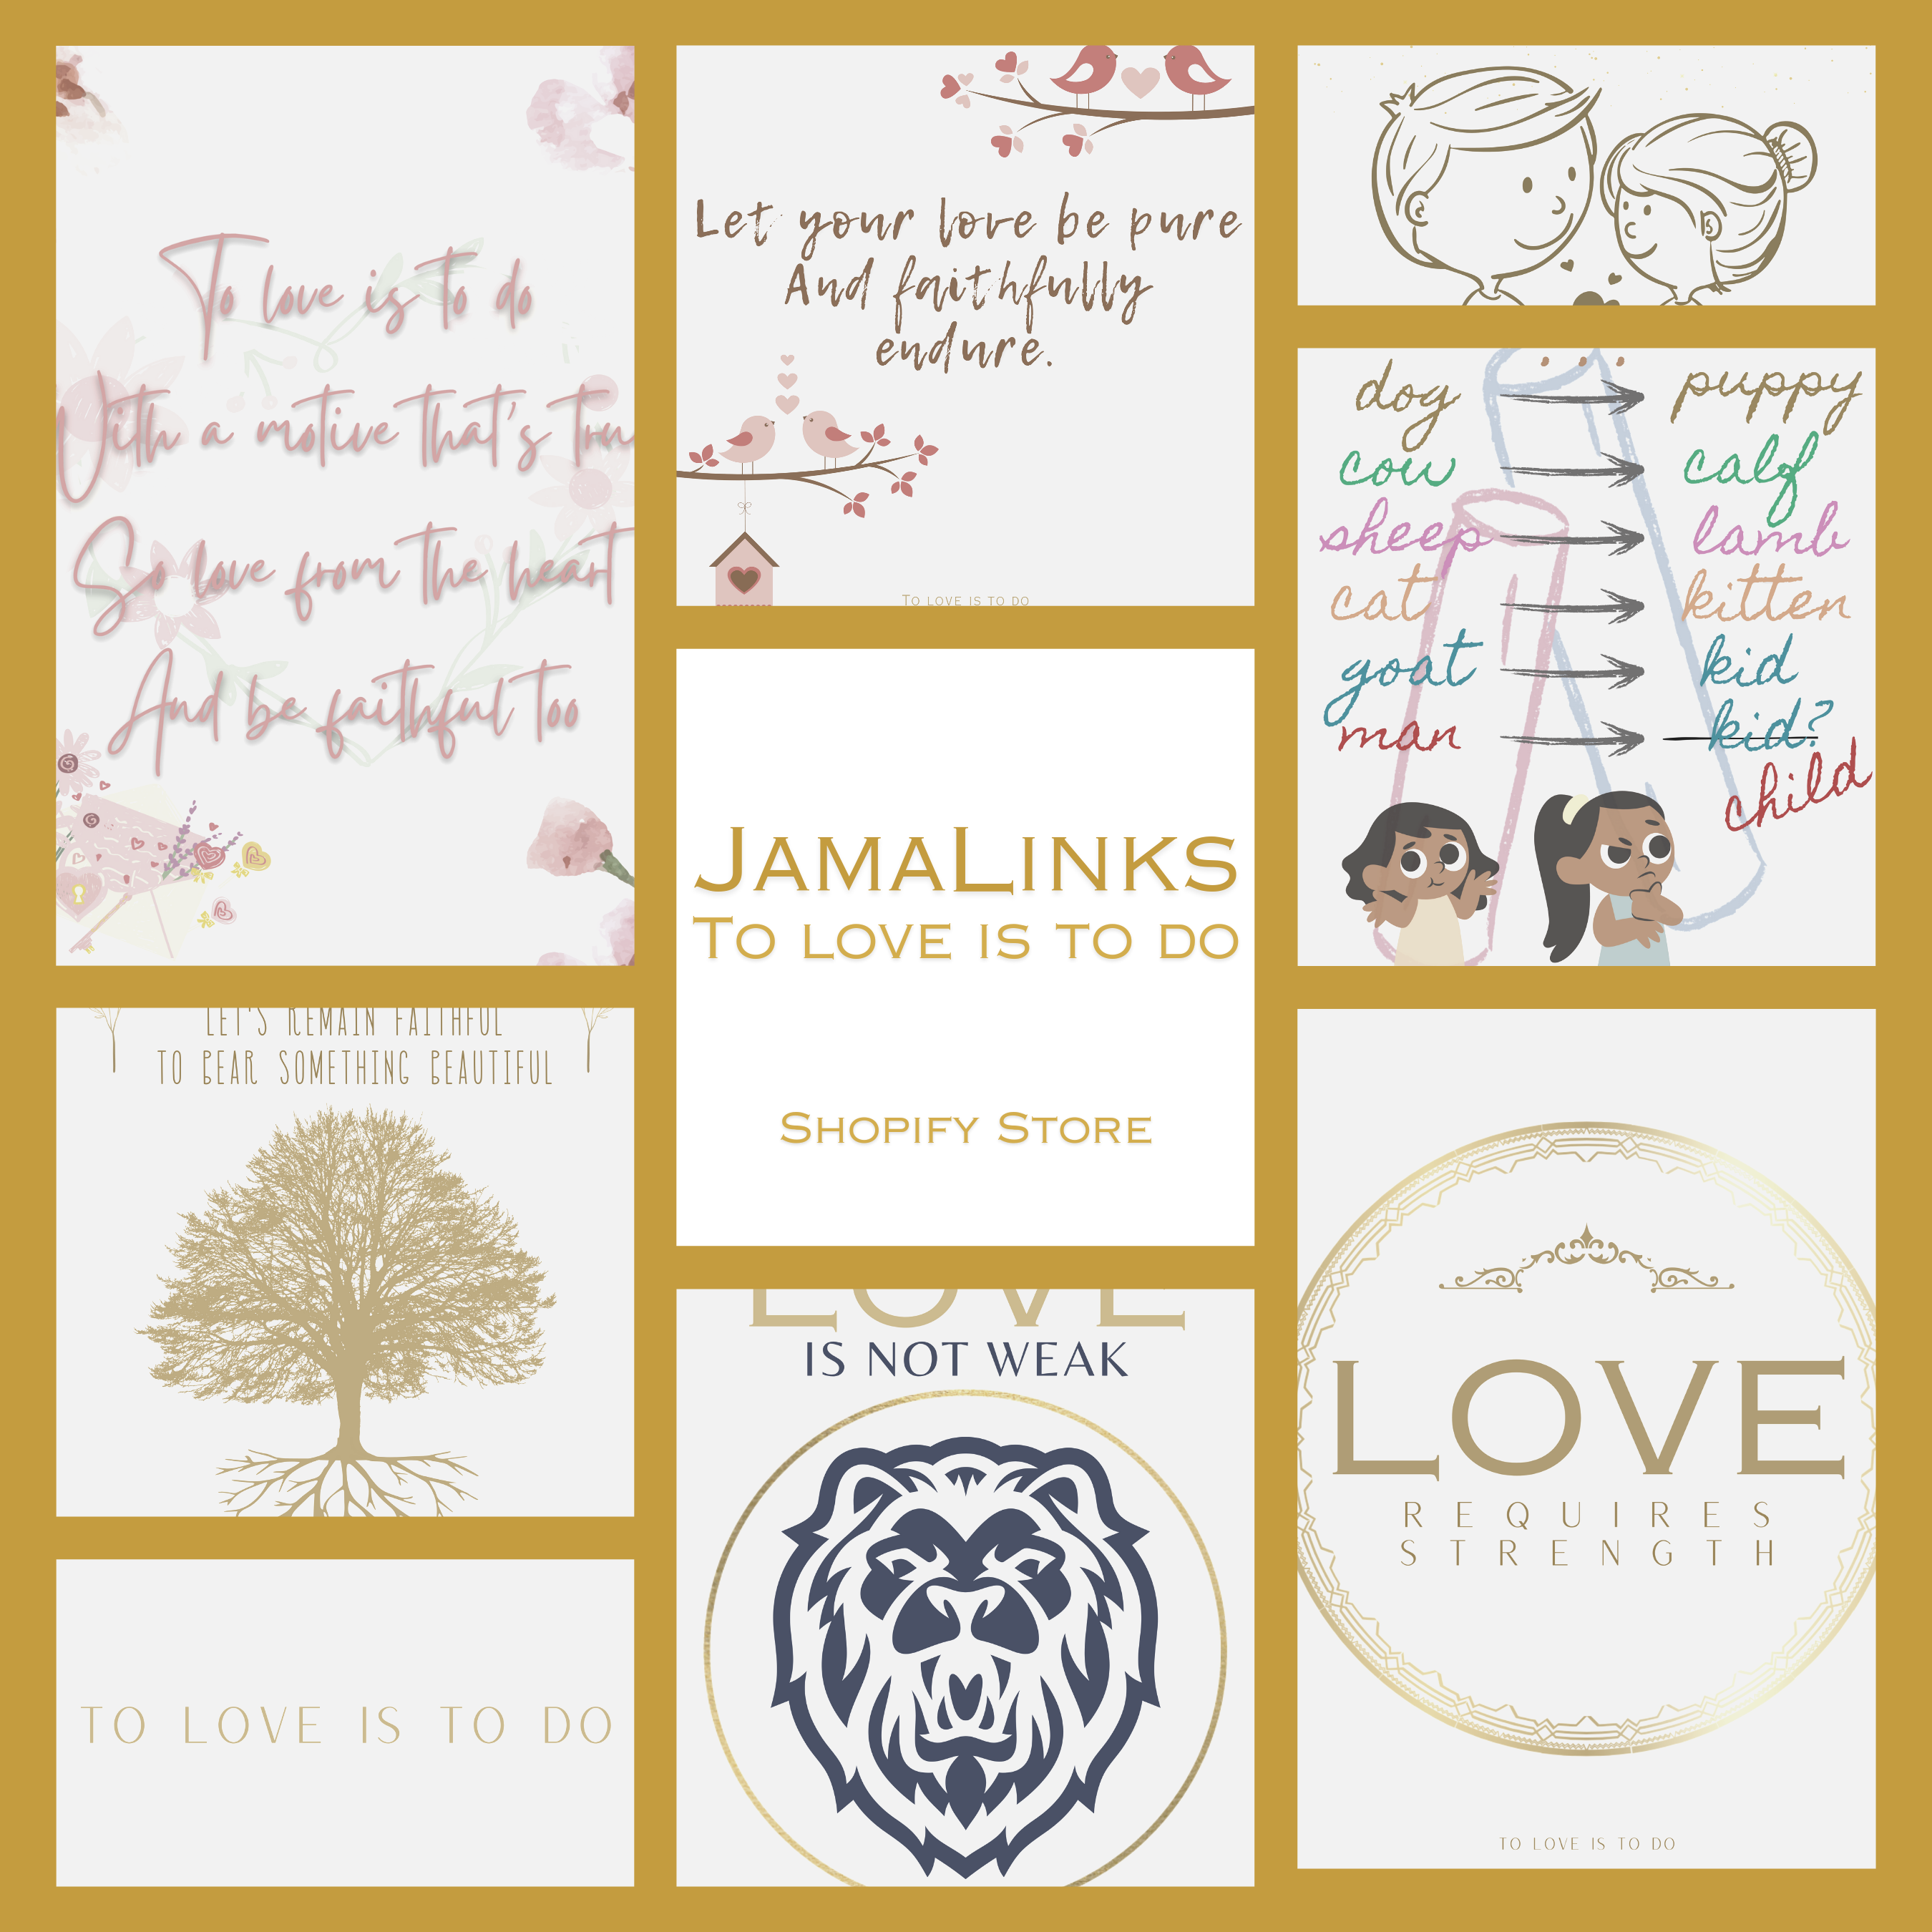 To love is to do
With a motive that's tru
So love from the heart
And be faithful too
Let your love be pure
And faithfully
endure.
To love is to do
dog puppy
cow calf
sheep lamb
cat kitten
goat kid
man kid?
child
JamaLinks
To love is to do
Shopify Store
LET'S REMAIN FAITHFUL
TO BEAR SOMETHING BEAUTIFUL
TO LOVE IS TO DO
LOVE
IS NOT WEAK
LOVE
REQUIRES
STRENGTH
TO LOVE IS TO DO